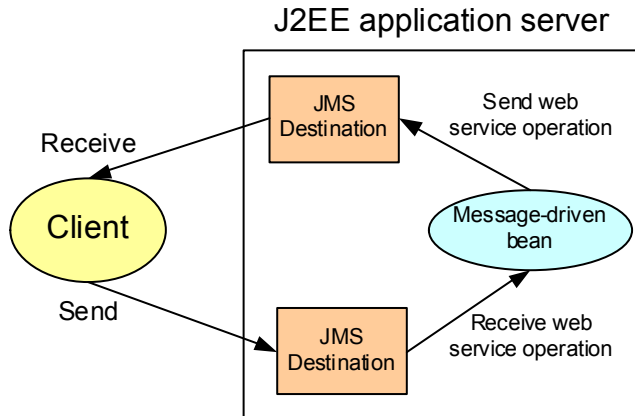 J2EE application server
JMS
Destination
Send web
service operation
Receive
Client
Message-driven
bean
Send
JMS
Destination
Receive web
service operation